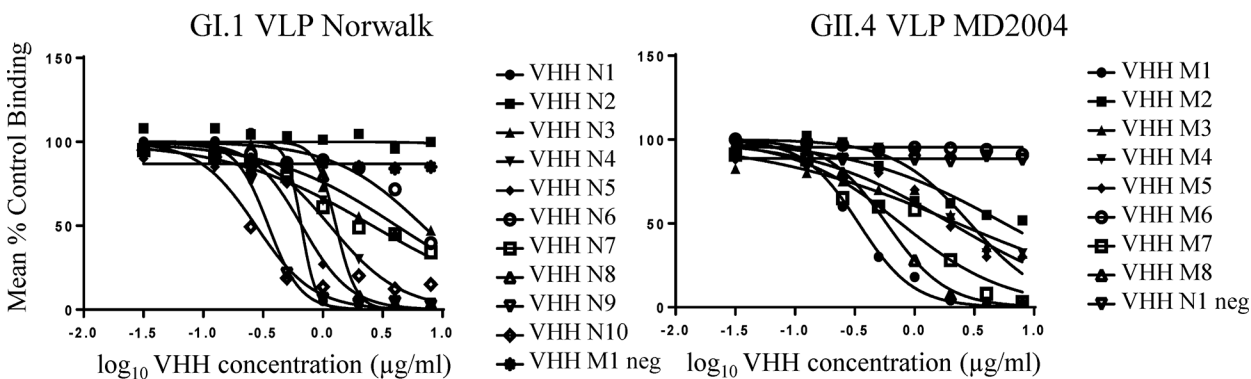 GI.1 VLP Norwalk
Mean % Control Binding
150
100
50
0
-2.0 -1.5 -1.0 -0.5 0.0 0.5 1.0
log10 VHH concentration (µg/ml)
VHH N1
VHH N2
VHH N3
VHH N4
VHH N5
VHH N6
VHH N7
VHH N8
VHH N9
VHH N10
VHH M1 neg
GII.4 VLP MD2004
150
100
50
0
-2.0 -1.5 -1.0 -0.5 0.0 0.5 1.0
log10 VHH concentration (µg/ml)
VHH M1
VHH M2
VHH M3
VHH M4
VHH M5
VHH M6
VHH M7
VHH M8
VHH N1 neg